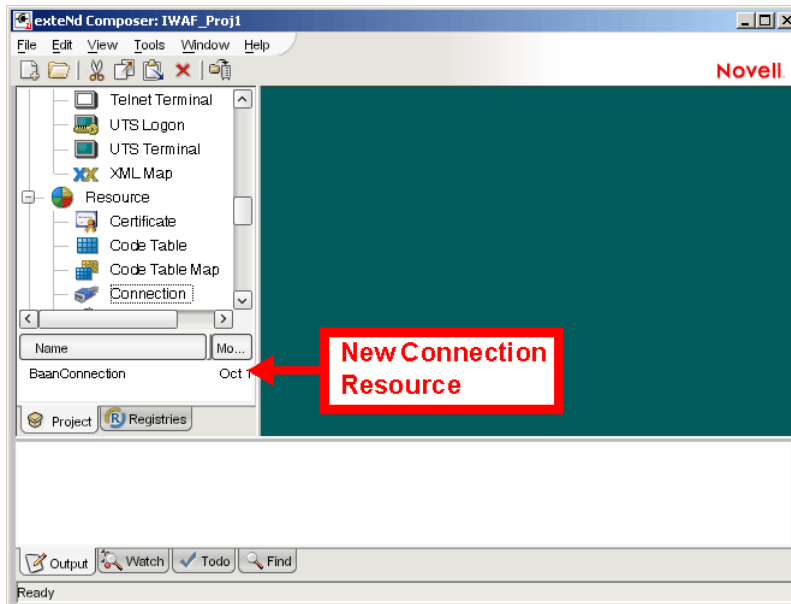 exteNd Composer: IWAF_Proj1
File Edit View Tools Window Help
Novell.
Telnet Terminal
UTS Logon
UTS Terminal
XML Map
Resource
Certificate
Code Table
Code Table Map
Connection
Name Mo...
BaanConnection Oct 1
New Connection
Resource
Project Registries
Output Watch Todo Find
Ready